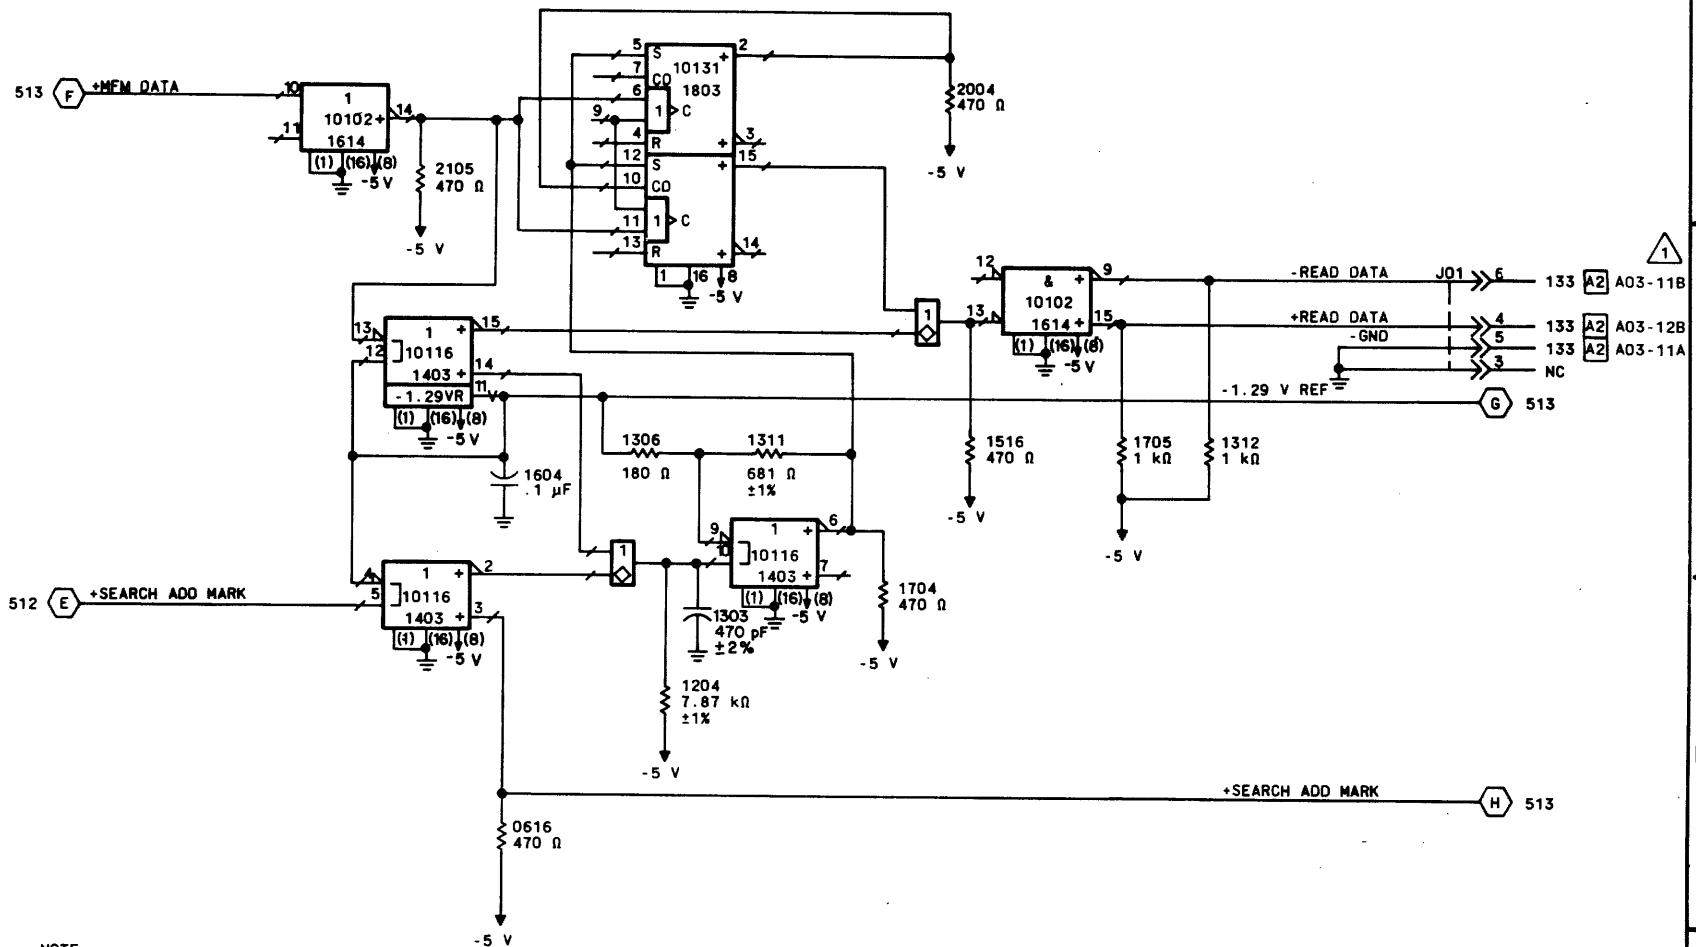 513 F +MFM DATA
10
11
1
10102 +
1614
14
(1) (16) (8)
-5 V
2105
470 Ω
-5 V
5 S + 2
7 CD
10131
1803
6
9
1 C
4 R + 3
12 S + 15
10 CD
11 1 C
13 R + 14
1 16 8
-5 V
2004
470 Ω
-5 V
13
12
1 + 15
10116
14
1403 +
-1.29VR 11
(1) (16) (8)
-5 V
1604
.1 µF
1306
180 Ω
1311
681 Ω
±1%
1
12
13
& + 9
10102
1614 + 15
(1) (16) (8)
-5 V
1516
470 Ω
-5 V
1705
1 kΩ
1312
1 kΩ
-5 V
1
-READ DATA J01 6 133 A2 A03-11B
+READ DATA 4 133 A2 A03-12B
-GND 5 133 A2 A03-11A
3 NC
-1.29 V REF G 513
512 E +SEARCH ADD MARK
4
5
1 + 2
10116
1403 + 3
(1) (16) (8)
-5 V
1
9
10
1 + 6
10116
1403 + 7
(1) (16) (8)
-5 V
1303
470 pF
±2%
1704
470 Ω
-5 V
1204
7.87 kΩ
±1%
-5 V
+SEARCH ADD MARK H 513
0616
470 Ω
-5 V
NOTE